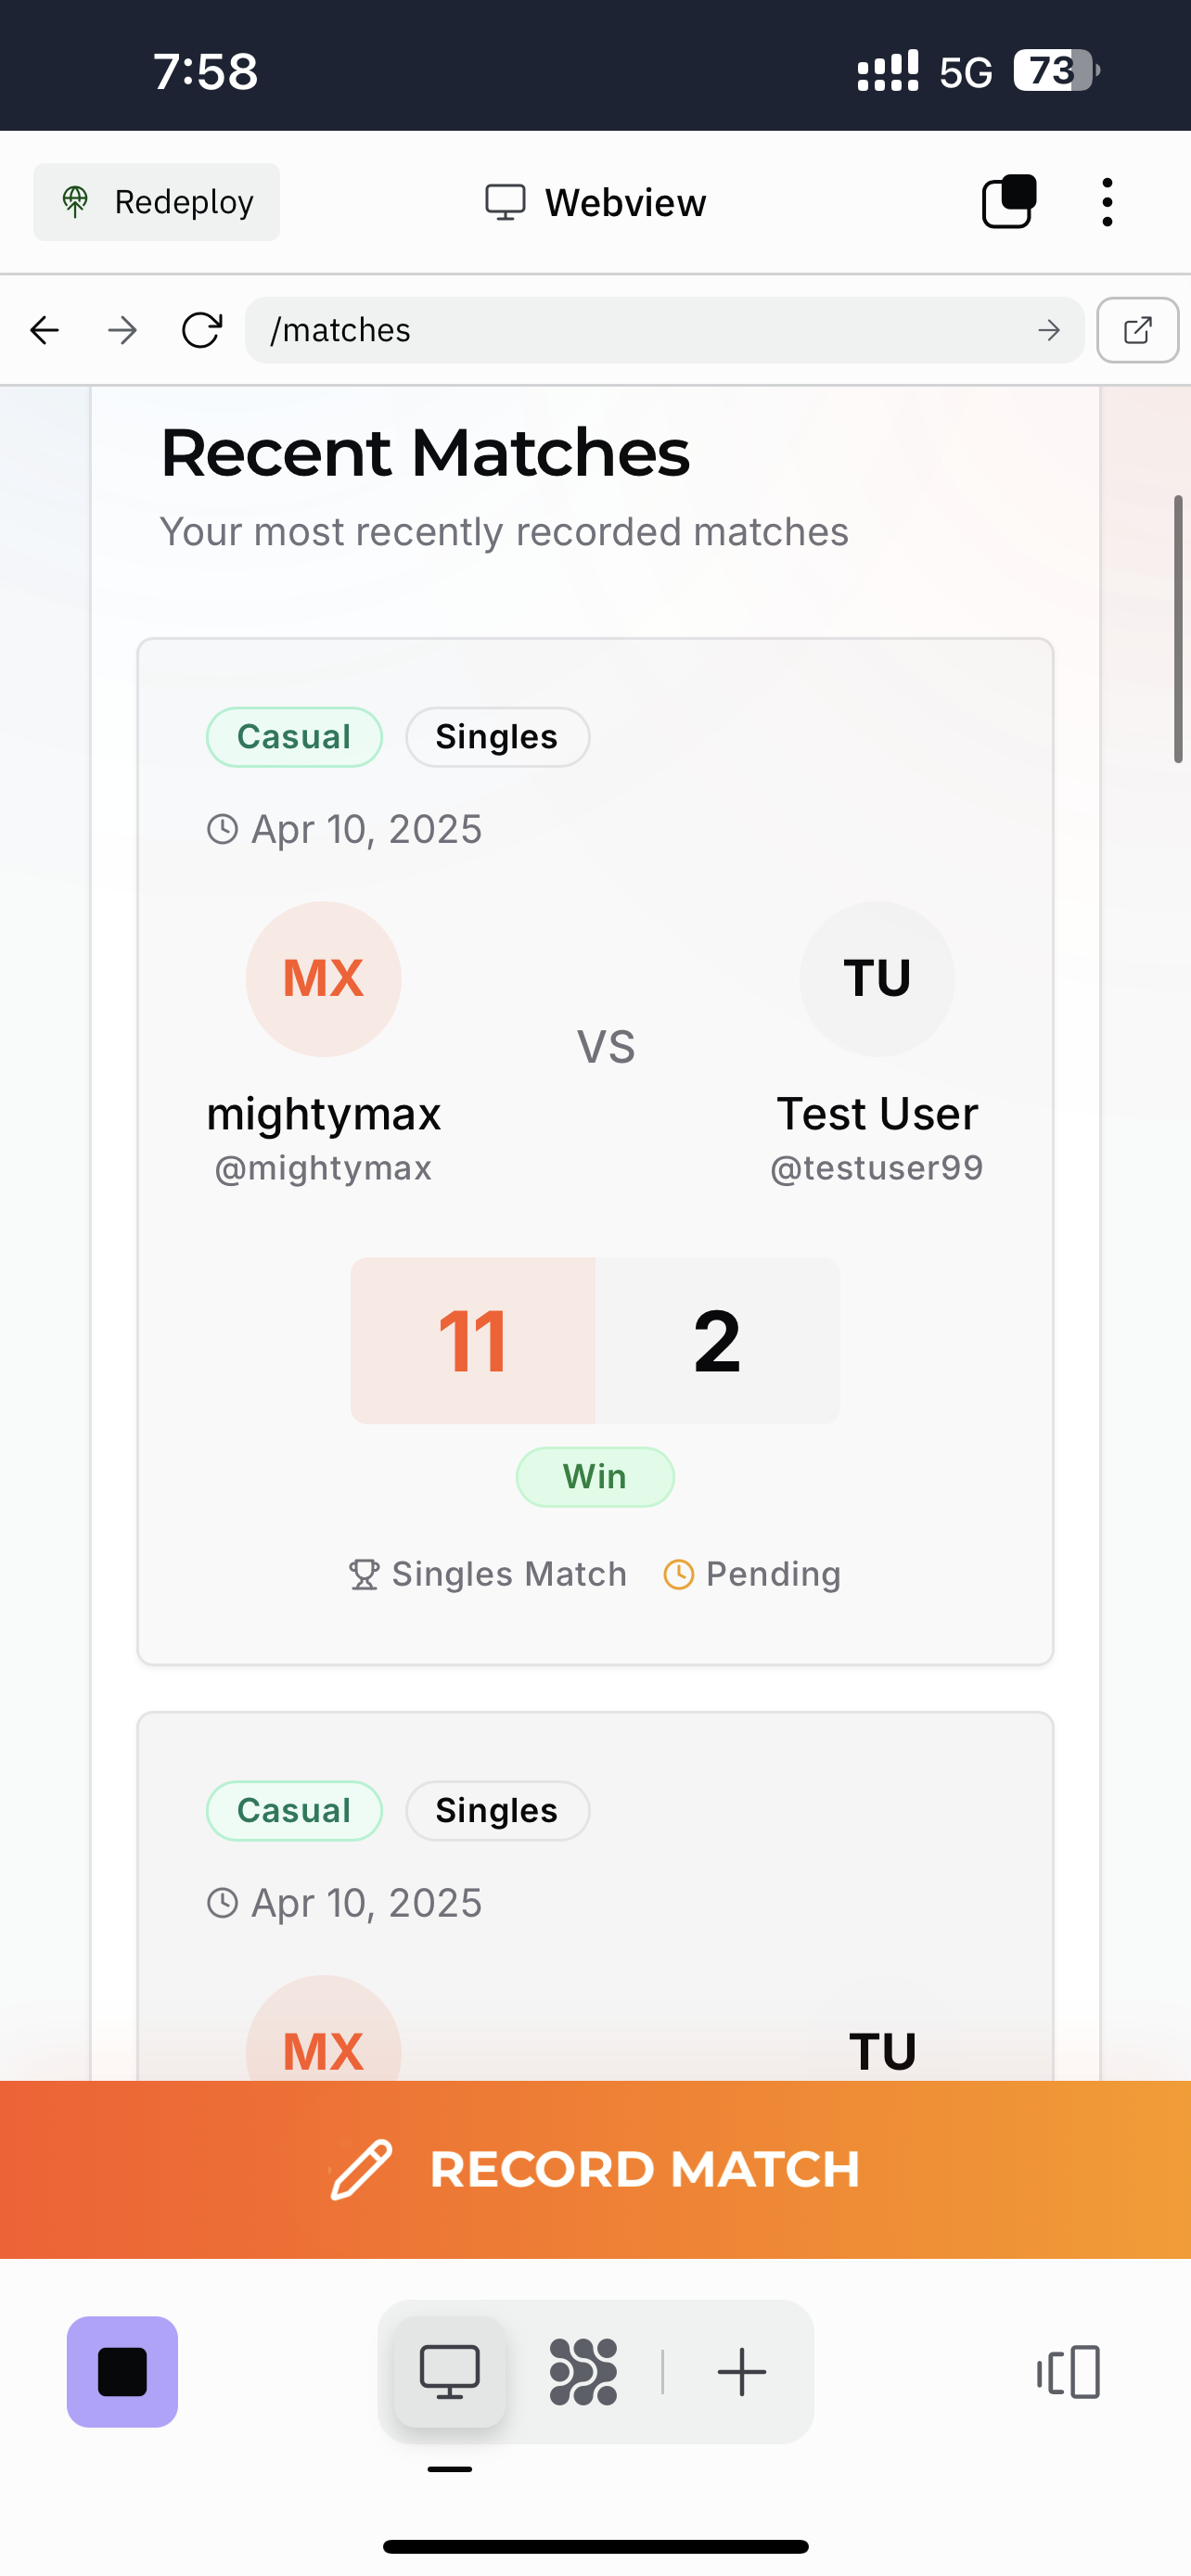 7:58
5G 73
Redeploy
Webview
/matches
Recent Matches
Your most recently recorded matches
Casual Singles
Apr 10, 2025
MX TU
VS
mightymax Test User
@mightymax @testuser99
11 2
Win
Singles Match Pending
Casual Singles
Apr 10, 2025
MX TU
RECORD MATCH